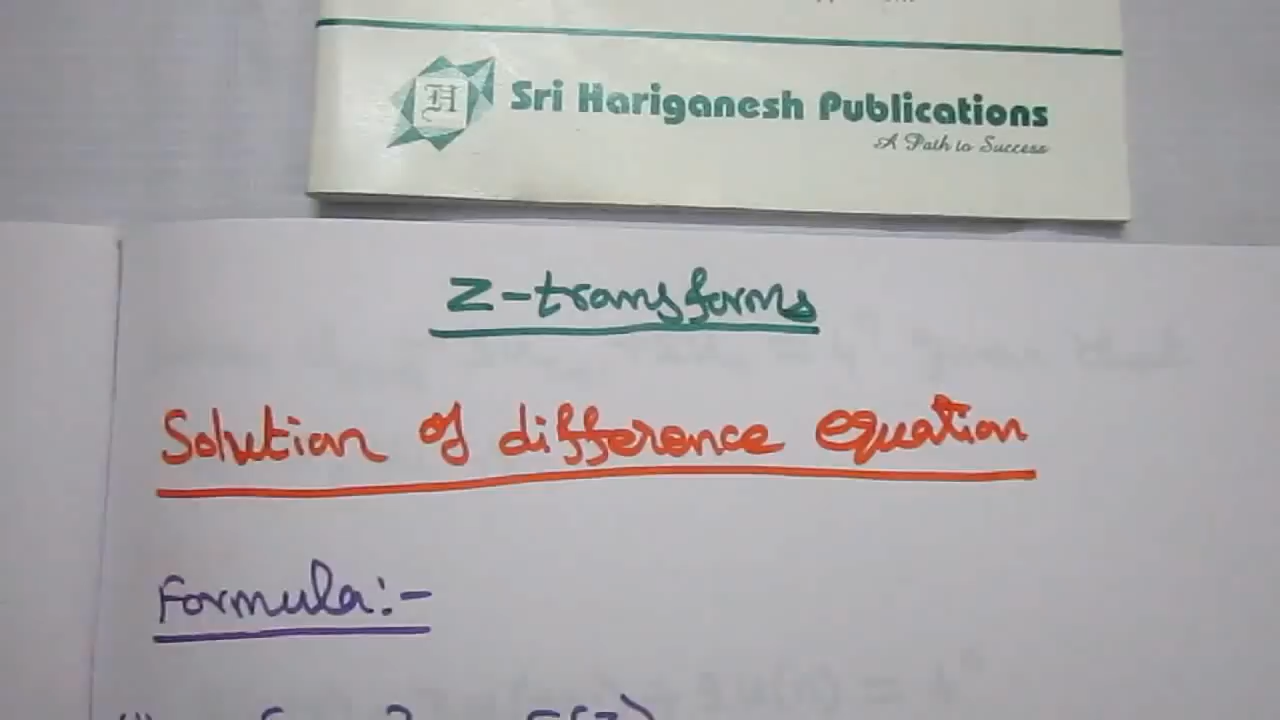 Sri Hariganesh Publications
A Path to Success
Z-transforms
Solution of difference equation
Formula:-